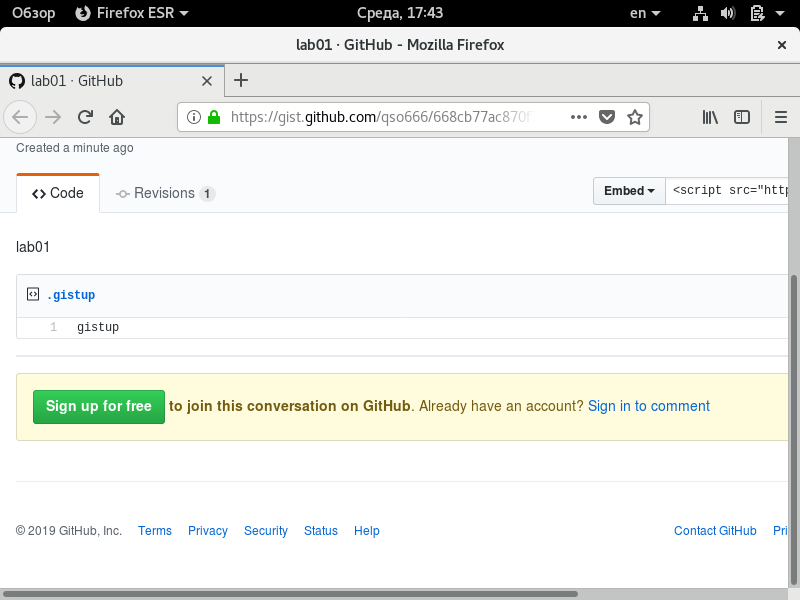 Обзор Firefox ESR Среда, 17:43 en
lab01 · GitHub - Mozilla Firefox
lab01 · GitHub
https://gist.github.com/qso666/668cb77ac870f
Created a minute ago
Code Revisions 1 Embed <script src="http
lab01
.gistup
1 gistup
Sign up for free to join this conversation on GitHub. Already have an account? Sign in to comment
© 2019 GitHub, Inc. Terms Privacy Security Status Help Contact GitHub Pri